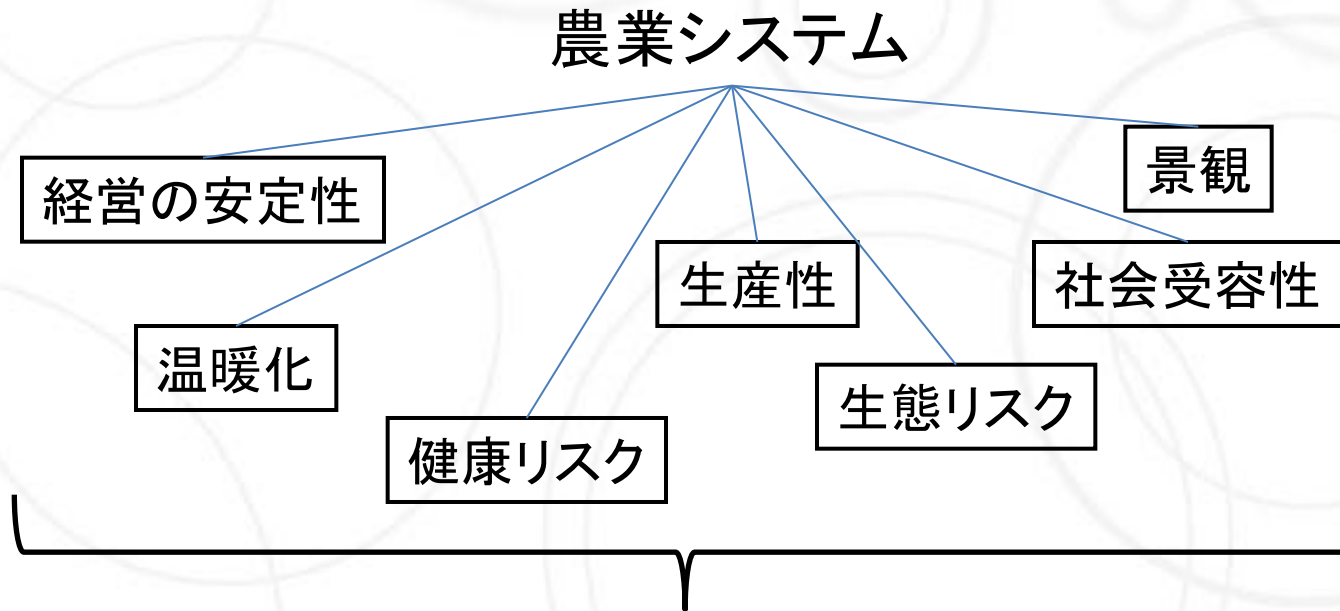 農業システム
景観
経営の安定性
生産性
社会受容性
温暖化
生態リスク
健康リスク